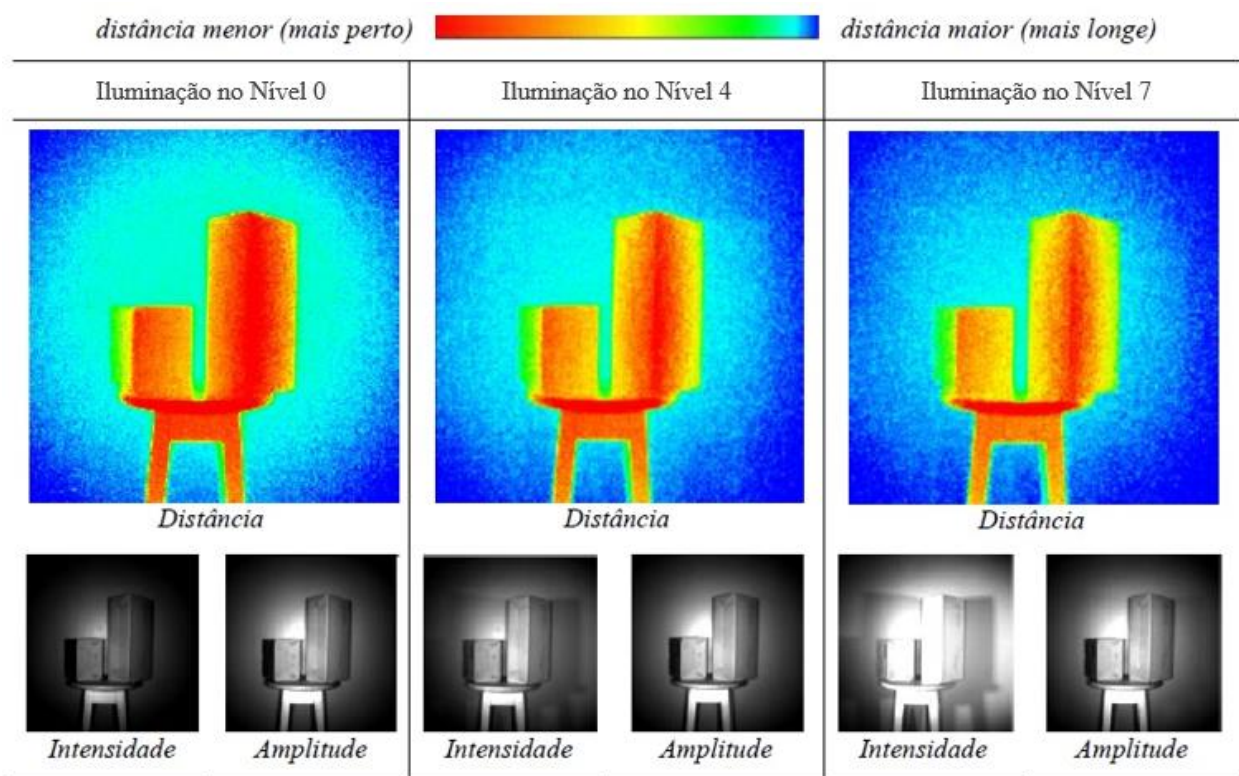 distância menor (mais perto) distância maior (mais longe)
Iluminação no Nível 0 Iluminação no Nível 4 Iluminação no Nível 7
Distância Distância Distância
Intensidade Amplitude Intensidade Amplitude Intensidade Amplitude